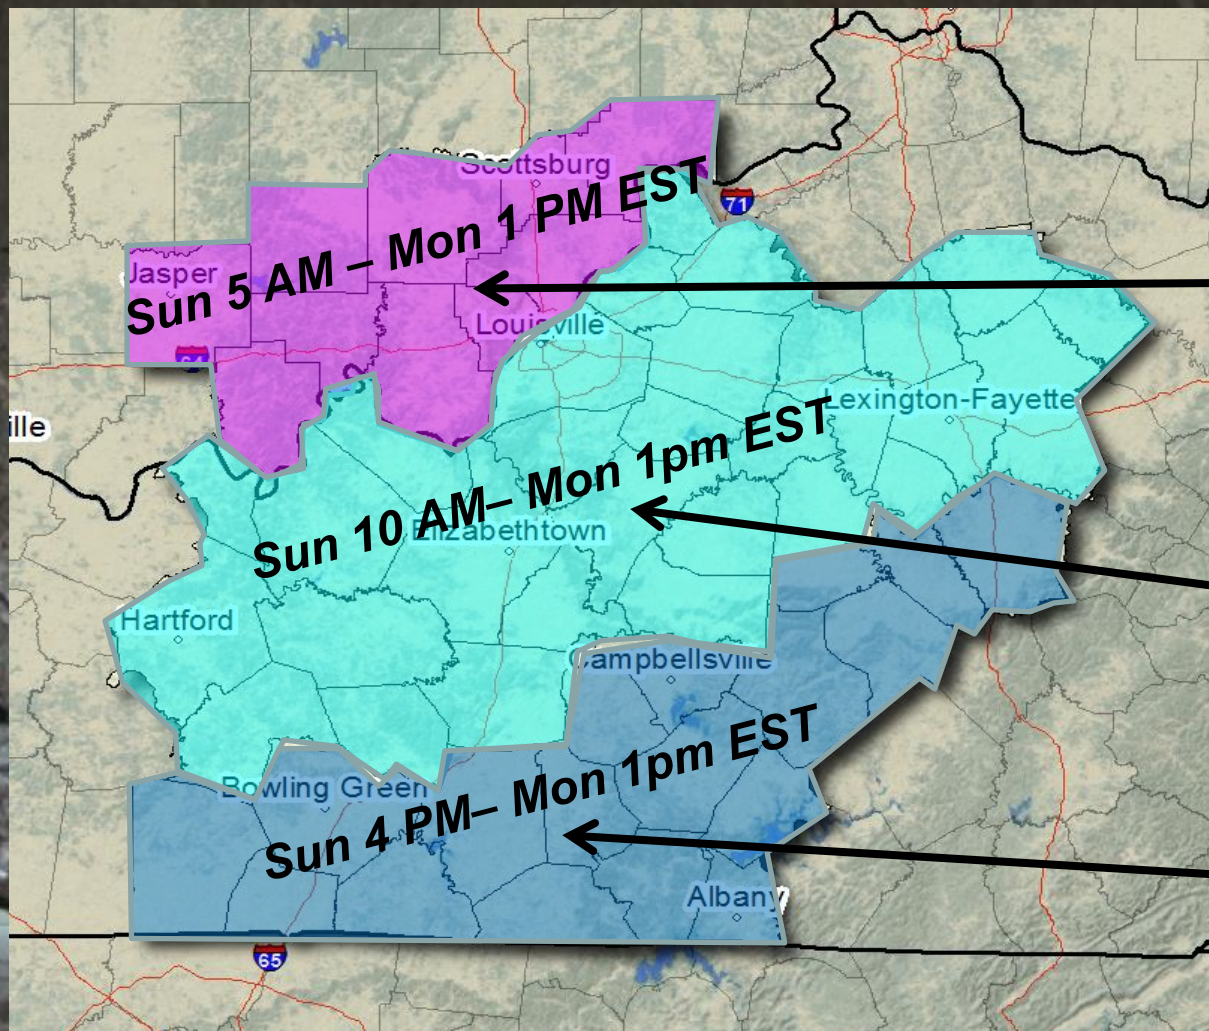 Scottsburg
71
Sun 5 AM – Mon 1 PM EST
Jasper
Louisville
64
Lexington-Fayette
ille
Sun 10 AM– Mon 1pm EST
Elizabethtown
Hartford
Campbellsville
Bowling Green
Sun 4 PM– Mon 1pm EST
Albany
65